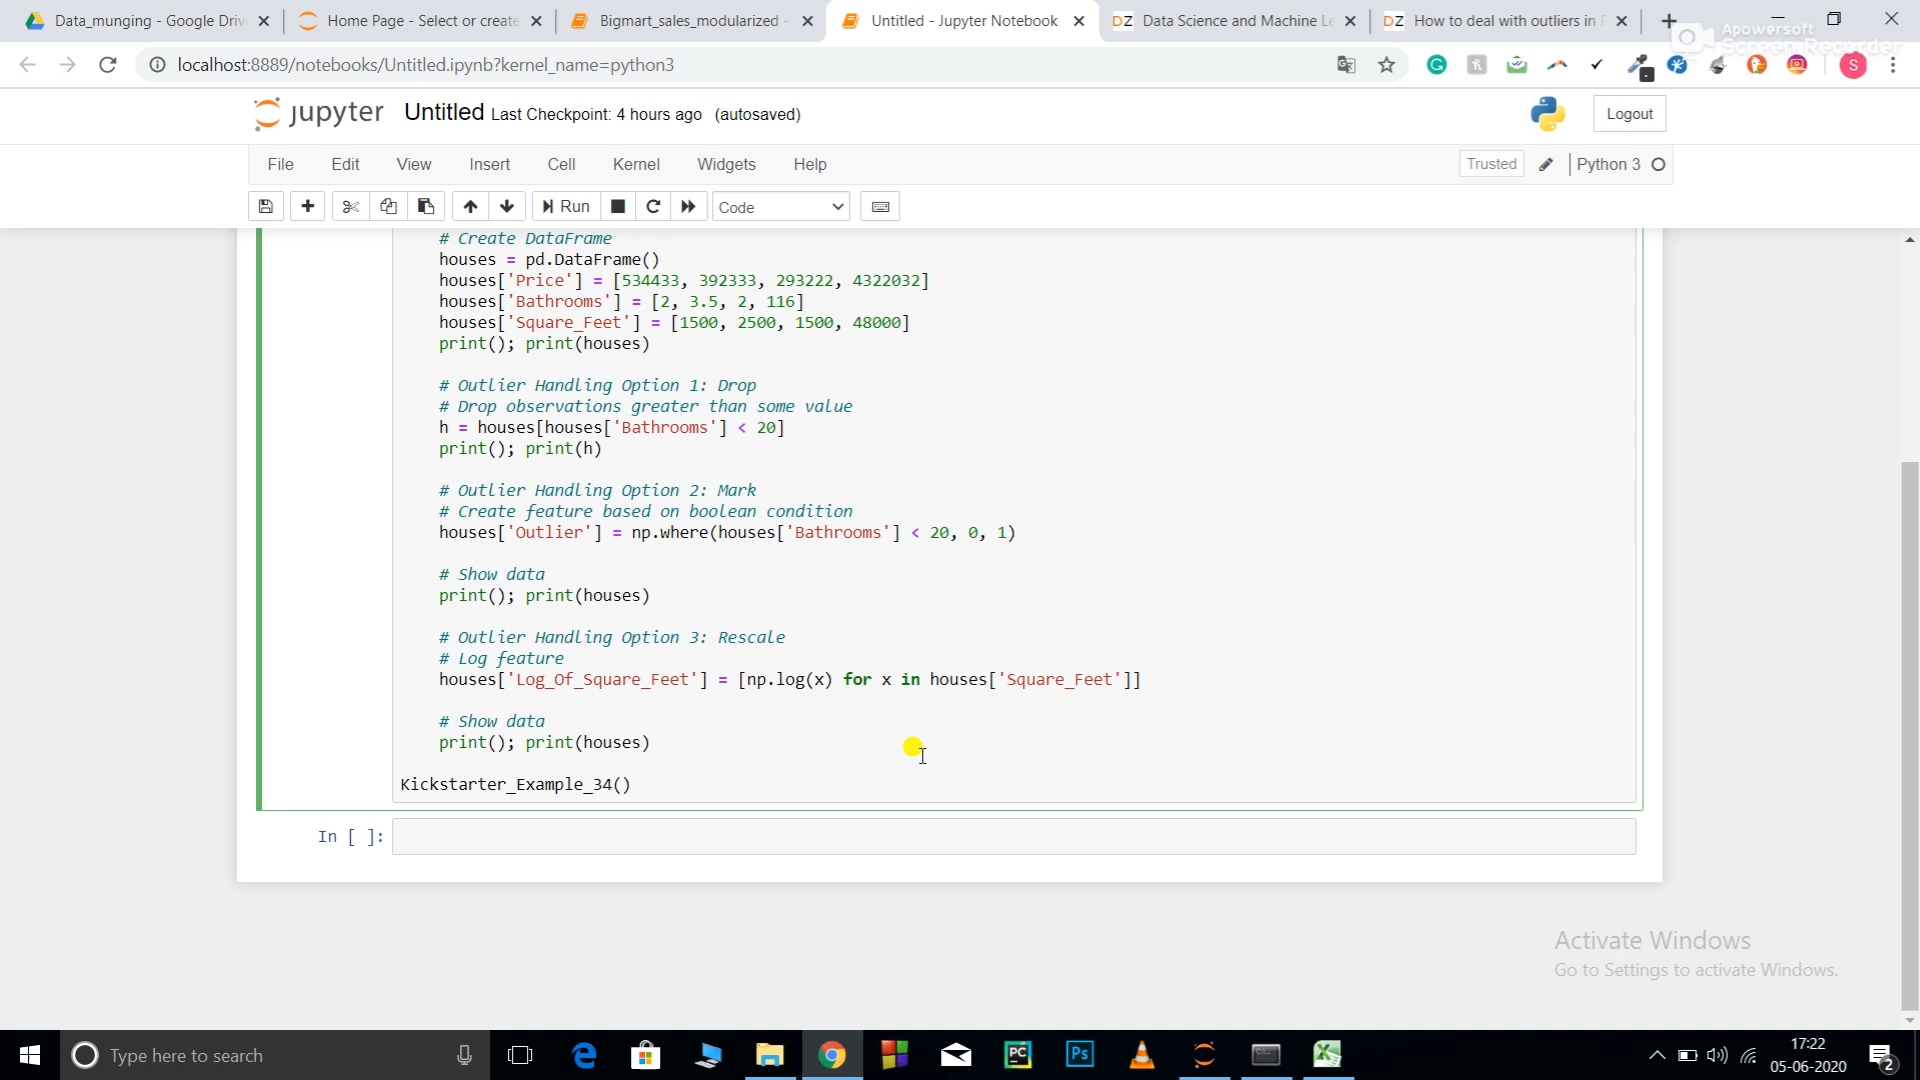 Data_munging - Google Driv
Home Page - Select or create
Bigmart_sales_modularized -
Untitled - Jupyter Notebook
DZ Data Science and Machine Le
DZ How to deal with outliers in
Apowersoft
Screen Recorder
localhost:8889/notebooks/Untitled.ipynb?kernel_name=python3
S
jupyter Untitled Last Checkpoint: 4 hours ago (autosaved)
Logout
File Edit View Insert Cell Kernel Widgets Help
Trusted Python 3
Run Code
# Create DataFrame
houses = pd.DataFrame()
houses['Price'] = [534433, 392333, 293222, 4322032]
houses['Bathrooms'] = [2, 3.5, 2, 116]
houses['Square_Feet'] = [1500, 2500, 1500, 48000]
print(); print(houses)
# Outlier Handling Option 1: Drop
# Drop observations greater than some value
h = houses[houses['Bathrooms'] < 20]
print(); print(h)
# Outlier Handling Option 2: Mark
# Create feature based on boolean condition
houses['Outlier'] = np.where(houses['Bathrooms'] < 20, 0, 1)
# Show data
print(); print(houses)
# Outlier Handling Option 3: Rescale
# Log feature
houses['Log_Of_Square_Feet'] = [np.log(x) for x in houses['Square_Feet']]
# Show data
print(); print(houses)
Kickstarter_Example_34()
In [ ]:
Activate Windows
Go to Settings to activate Windows.
Type here to search
PC
Ps
17:22
05-06-2020
2